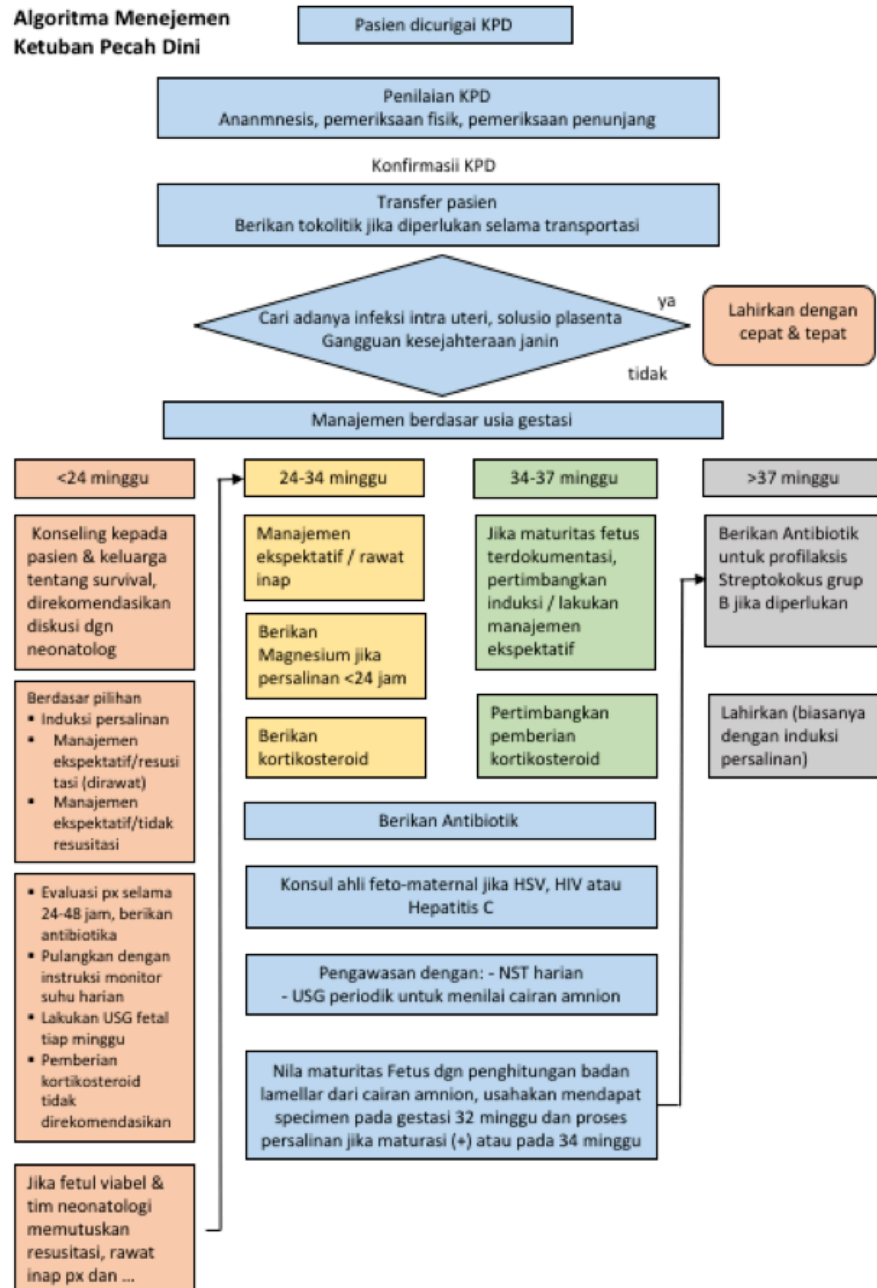 Algoritma Menejemen
Ketuban Pecah Dini
Pasien dicurigai KPD
Penilaian KPD
Ananmnesis, pemeriksaan fisik, pemeriksaan penunjang
Konfirmasii KPD
Transfer pasien
Berikan tokolitik jika diperlukan selama transportasi
Cari adanya infeksi intra uteri, solusio plasenta
Gangguan kesejahteraan janin
ya
Lahirkan dengan
cepat & tepat
tidak
Manajemen berdasar usia gestasi
<24 minggu
Konseling kepada
pasien & keluarga
tentang survival,
direkomendasikan
diskusi dgn
neonatolog
Berdasar pilihan
▪ Induksi persalinan
▪ Manajemen
ekspektatif/resusi
tasi (dirawat)
▪ Manajemen
ekspektatif/tidak
resusitasi
▪ Evaluasi px selama
24-48 jam, berikan
antibiotika
▪ Pulangkan dengan
instruksi monitor
suhu harian
▪ Lakukan USG fetal
tiap minggu
▪ Pemberian
kortikosteroid
tidak
direkomendasikan
Jika fetul viabel &
tim neonatologi
memutuskan
resusitasi, rawat
inap px dan ...
24-34 minggu
Manajemen
ekspektatif / rawat
inap
Berikan
Magnesium jika
persalinan <24 jam
Berikan
kortikosteroid
34-37 minggu
Jika maturitas fetus
terdokumentasi,
pertimbangkan
induksi / lakukan
manajemen
ekspektatif
Pertimbangkan
pemberian
kortikosteroid
Berikan Antibiotik
Konsul ahli feto-maternal jika HSV, HIV atau
Hepatitis C
Pengawasan dengan: - NST harian
- USG periodik untuk menilai cairan amnion
Nila maturitas Fetus dgn penghitungan badan
lamellar dari cairan amnion, usahakan mendapat
specimen pada gestasi 32 minggu dan proses
persalinan jika maturasi (+) atau pada 34 minggu
>37 minggu
Berikan Antibiotik
untuk profilaksis
Streptokokus grup
B jika diperlukan
Lahirkan (biasanya
dengan induksi
persalinan)